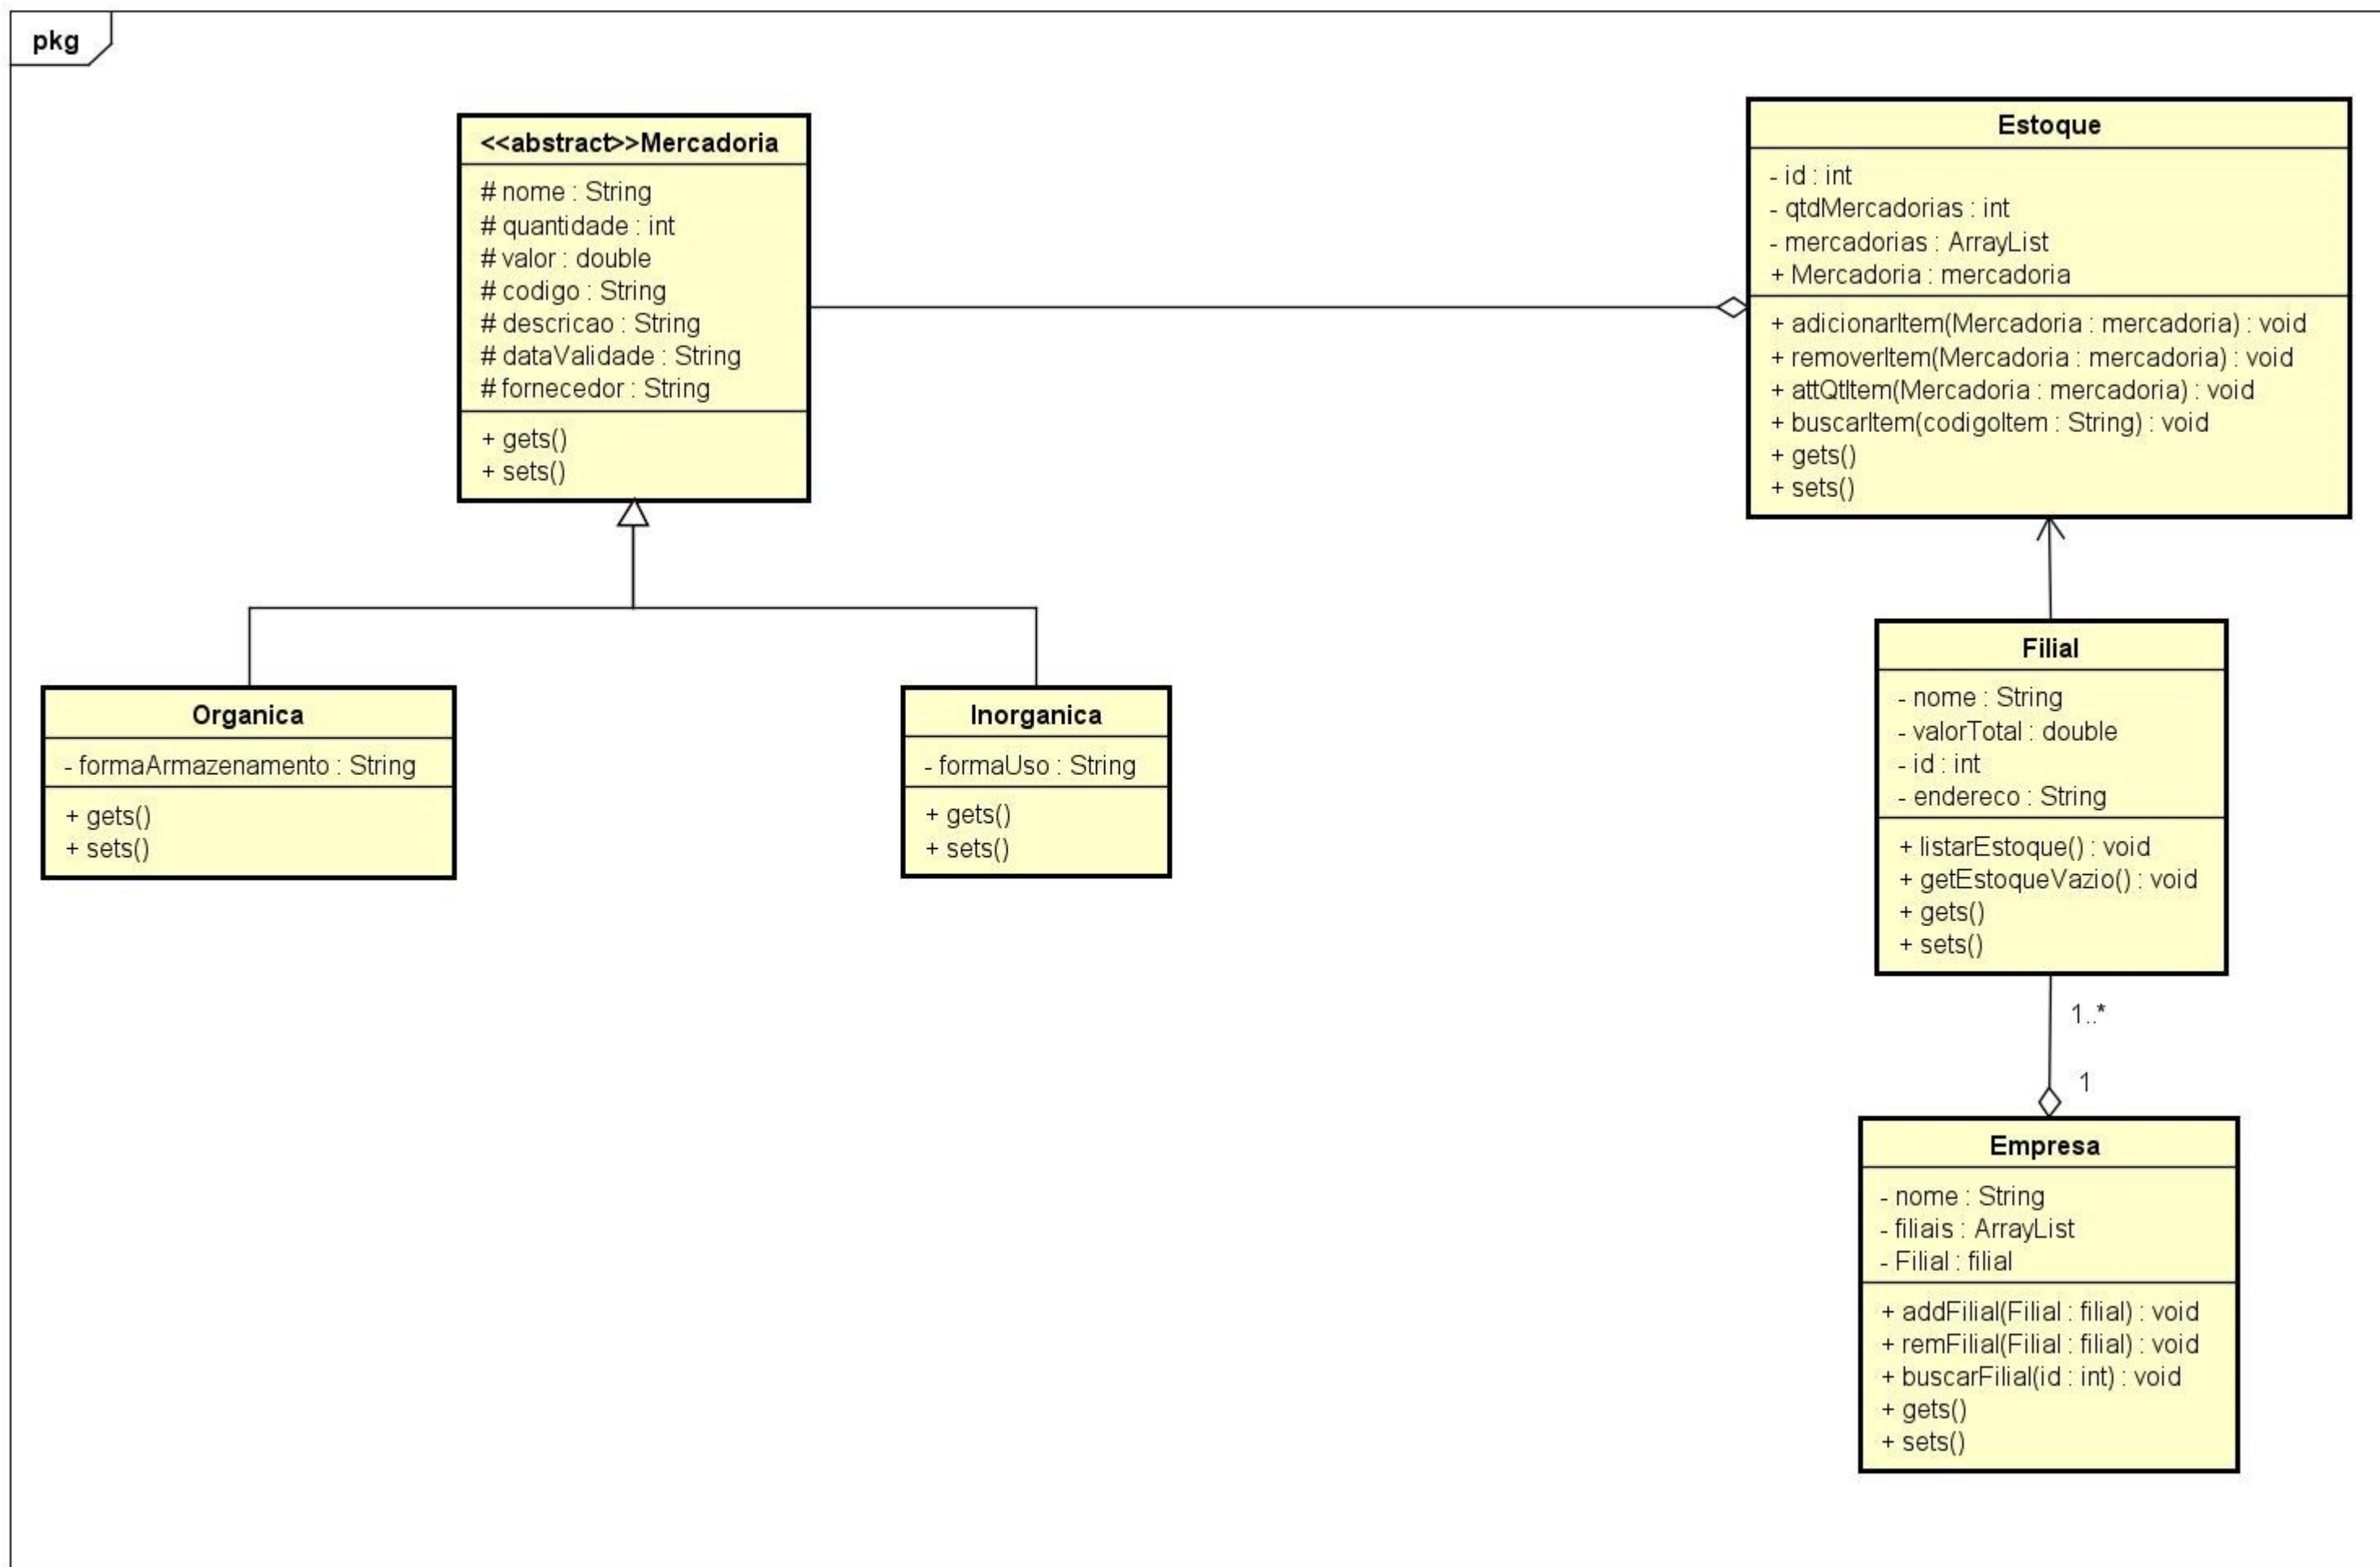 pkg
<<abstract>>Mercadoria
# nome : String
# quantidade : int
# valor : double
# codigo : String
# descricao : String
# dataValidade : String
# fornecedor : String
+ gets()
+ sets()
Estoque
- id : int
- qtdMercadorias : int
- mercadorias : ArrayList
+ Mercadoria : mercadoria
+ adicionarItem(Mercadoria : mercadoria) : void
+ removerItem(Mercadoria : mercadoria) : void
+ attQtItem(Mercadoria : mercadoria) : void
+ buscarItem(codigoItem : String) : void
+ gets()
+ sets()
Organica
- formaArmazenamento : String
+ gets()
+ sets()
Inorganica
- formaUso : String
+ gets()
+ sets()
Filial
- nome : String
- valorTotal : double
- id : int
- endereco : String
+ listarEstoque() : void
+ getEstoqueVazio() : void
+ gets()
+ sets()
1..*
1
Empresa
- nome : String
- filiais : ArrayList
- Filial : filial
+ addFilial(Filial : filial) : void
+ remFilial(Filial : filial) : void
+ buscarFilial(id : int) : void
+ gets()
+ sets()